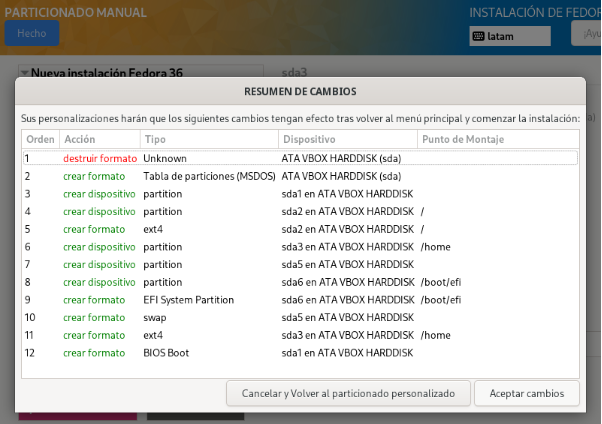 PARTICIONADO MANUAL
INSTALACIÓN DE FEDOR
Hecho
latam
¡Ayu
Nueva instalación Fedora 36
sda3
RESUMEN DE CAMBIOS
Sus personalizaciones harán que los siguientes cambios tengan efecto tras volver al menú principal y comenzar la instalación:
Orden Acción Tipo Dispositivo Punto de Montaje
1 destruir formato Unknown ATA VBOX HARDDISK (sda)
2 crear formato Tabla de particiones (MSDOS) ATA VBOX HARDDISK (sda)
3 crear dispositivo partition sda1 en ATA VBOX HARDDISK
4 crear dispositivo partition sda2 en ATA VBOX HARDDISK /
5 crear formato ext4 sda2 en ATA VBOX HARDDISK /
6 crear dispositivo partition sda3 en ATA VBOX HARDDISK /home
7 crear dispositivo partition sda5 en ATA VBOX HARDDISK
8 crear dispositivo partition sda6 en ATA VBOX HARDDISK /boot/efi
9 crear formato EFI System Partition sda6 en ATA VBOX HARDDISK /boot/efi
10 crear formato swap sda5 en ATA VBOX HARDDISK
11 crear formato ext4 sda3 en ATA VBOX HARDDISK /home
12 crear formato BIOS Boot sda1 en ATA VBOX HARDDISK
Cancelar y Volver al particionado personalizado
Aceptar cambios